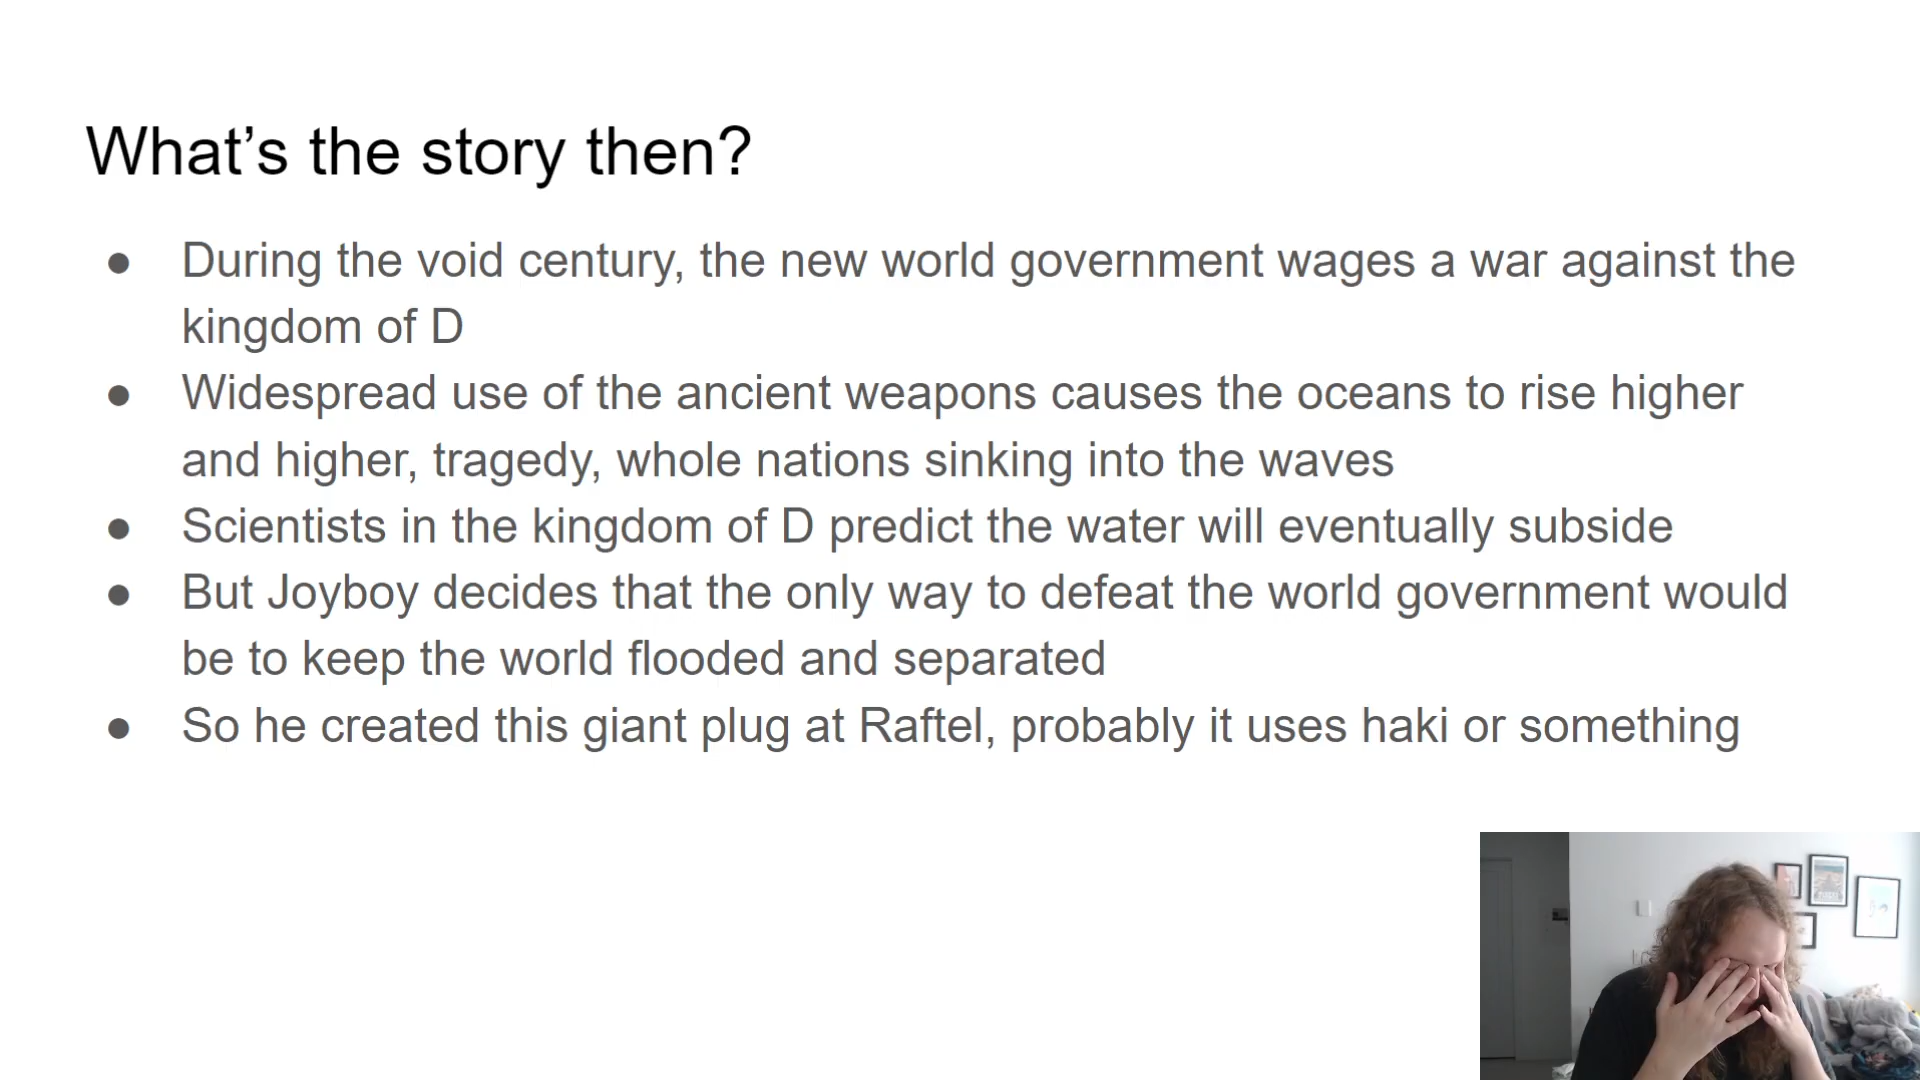 What’s the story then?
● During the void century, the new world government wages a war against the
kingdom of D
● Widespread use of the ancient weapons causes the oceans to rise higher
and higher, tragedy, whole nations sinking into the waves
● Scientists in the kingdom of D predict the water will eventually subside
● But Joyboy decides that the only way to defeat the world government would
be to keep the world flooded and separated
● So he created this giant plug at Raftel, probably it uses haki or something